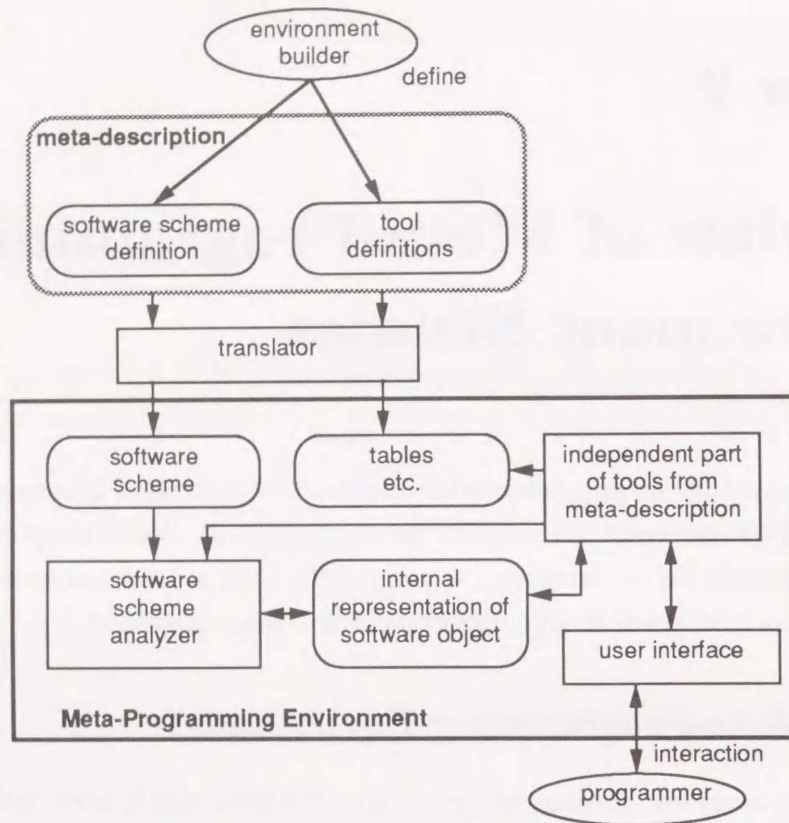 environment
builder
define
meta-description
software scheme
definition
tool
definitions
translator
software
scheme
tables
etc.
independent part
of tools from
meta-description
software
scheme
analyzer
internal
representation of
software object
user interface
Meta-Programming Environment
interaction
programmer